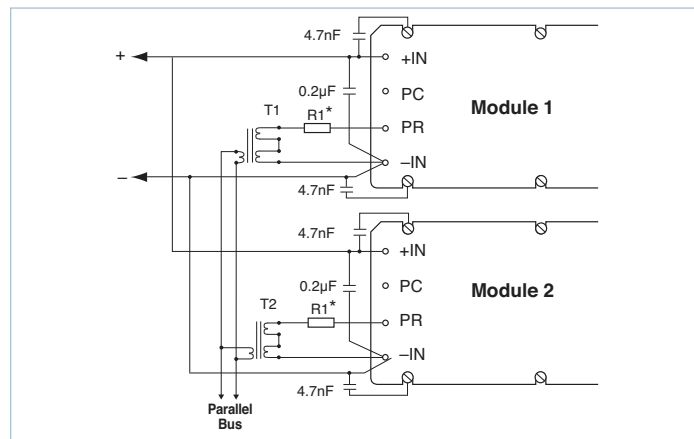 4.7nF
+
+IN
0.2µF
PC
Module 1
T1
R1*
PR
–IN
–
4.7nF
4.7nF
+IN
0.2µF
PC
Module 2
T2
R1*
PR
–IN
4.7nF
Parallel
Bus